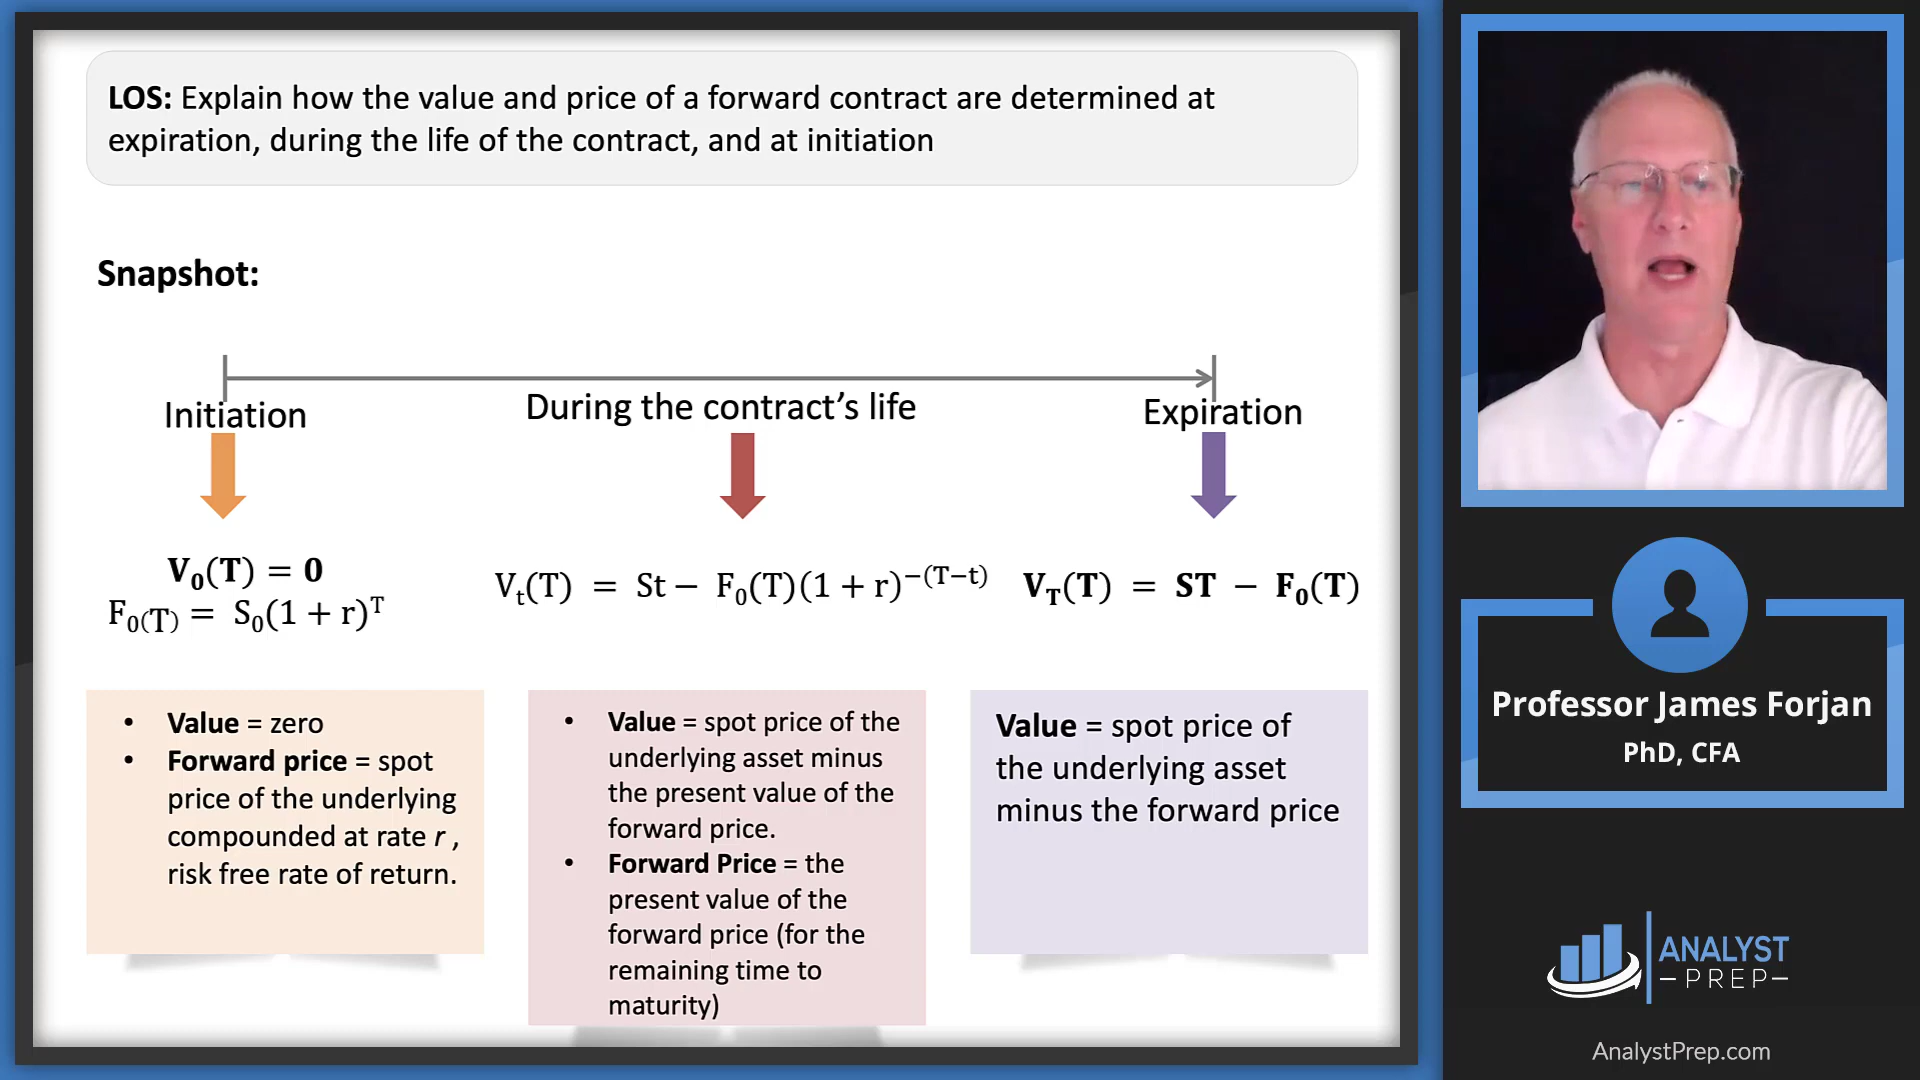 LOS: Explain how the value and price of a forward contract are determined at
expiration, during the life of the contract, and at initiation
Snapshot:
Initiation
During the contract’s life
Expiration
V₀(T) = 0
F₀₍T₎ = S₀(1 + r)ᵀ
Vₜ(T) = St − F₀(T)(1 + r)⁻⁽ᵀ⁻ᵗ⁾
V_T(T) = ST − F₀(T)
• Value = zero
• Forward price = spot
price of the underlying
compounded at rate r ,
risk free rate of return.
• Value = spot price of the
underlying asset minus
the present value of the
forward price.
• Forward Price = the
present value of the
forward price (for the
remaining time to
maturity)
Value = spot price of
the underlying asset
minus the forward price
Professor James Forjan
PhD, CFA
ANALYST
PREP
AnalystPrep.com